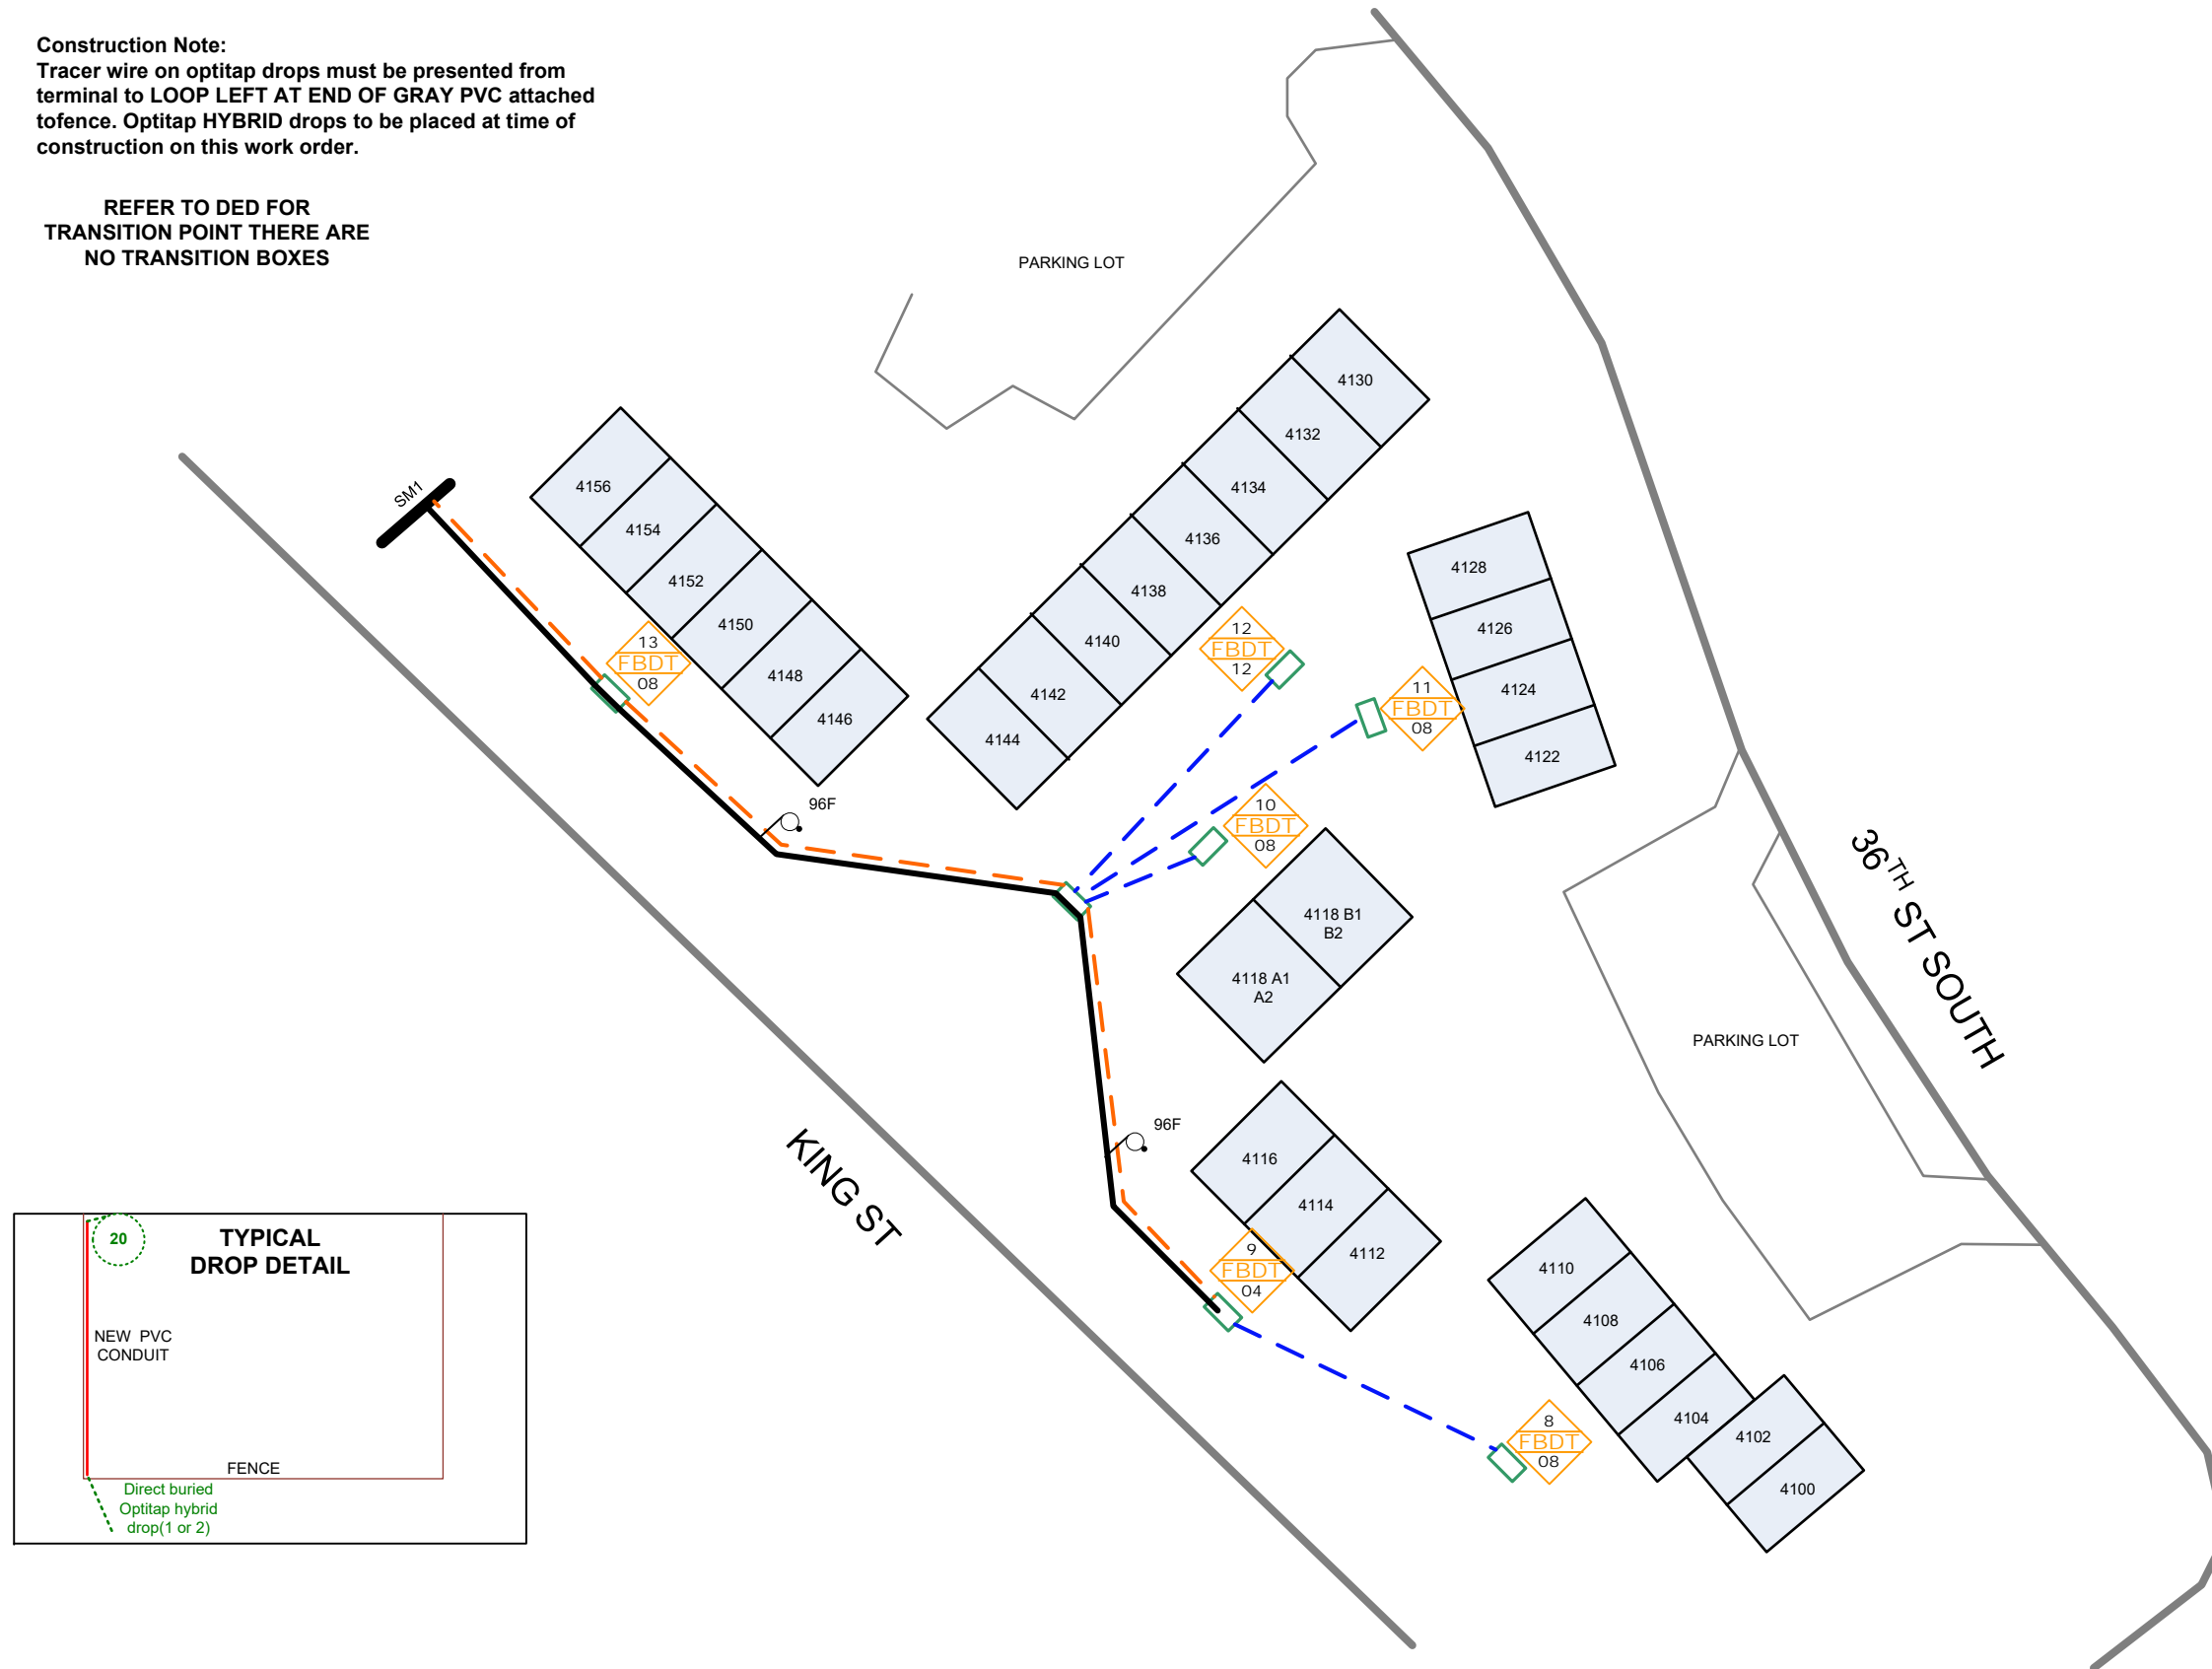 Construction Note:
Tracer wire on optitap drops must be presented from
terminal to LOOP LEFT AT END OF GRAY PVC attached
tofence. Optitap HYBRID drops to be placed at time of
construction on this work order.
REFER TO DED FOR
TRANSITION POINT THERE ARE
NO TRANSITION BOXES
PARKING LOT
4130
4132
4134
4136
4138
4140
4142
4144
SM1
4156
4154
4152
4150
4148
4146
13
FBDT
08
12
FBDT
12
11
FBDT
08
4128
4126
4124
4122
96F
10
FBDT
08
4118 B1
B2
4118 A1
A2
36TH ST SOUTH
PARKING LOT
96F
KING ST
4116
4114
4112
9
FBDT
04
4110
4108
4106
4104
4102
4100
8
FBDT
08
20
TYPICAL
DROP DETAIL
NEW PVC
CONDUIT
FENCE
Direct buried
Optitap hybrid
drop(1 or 2)